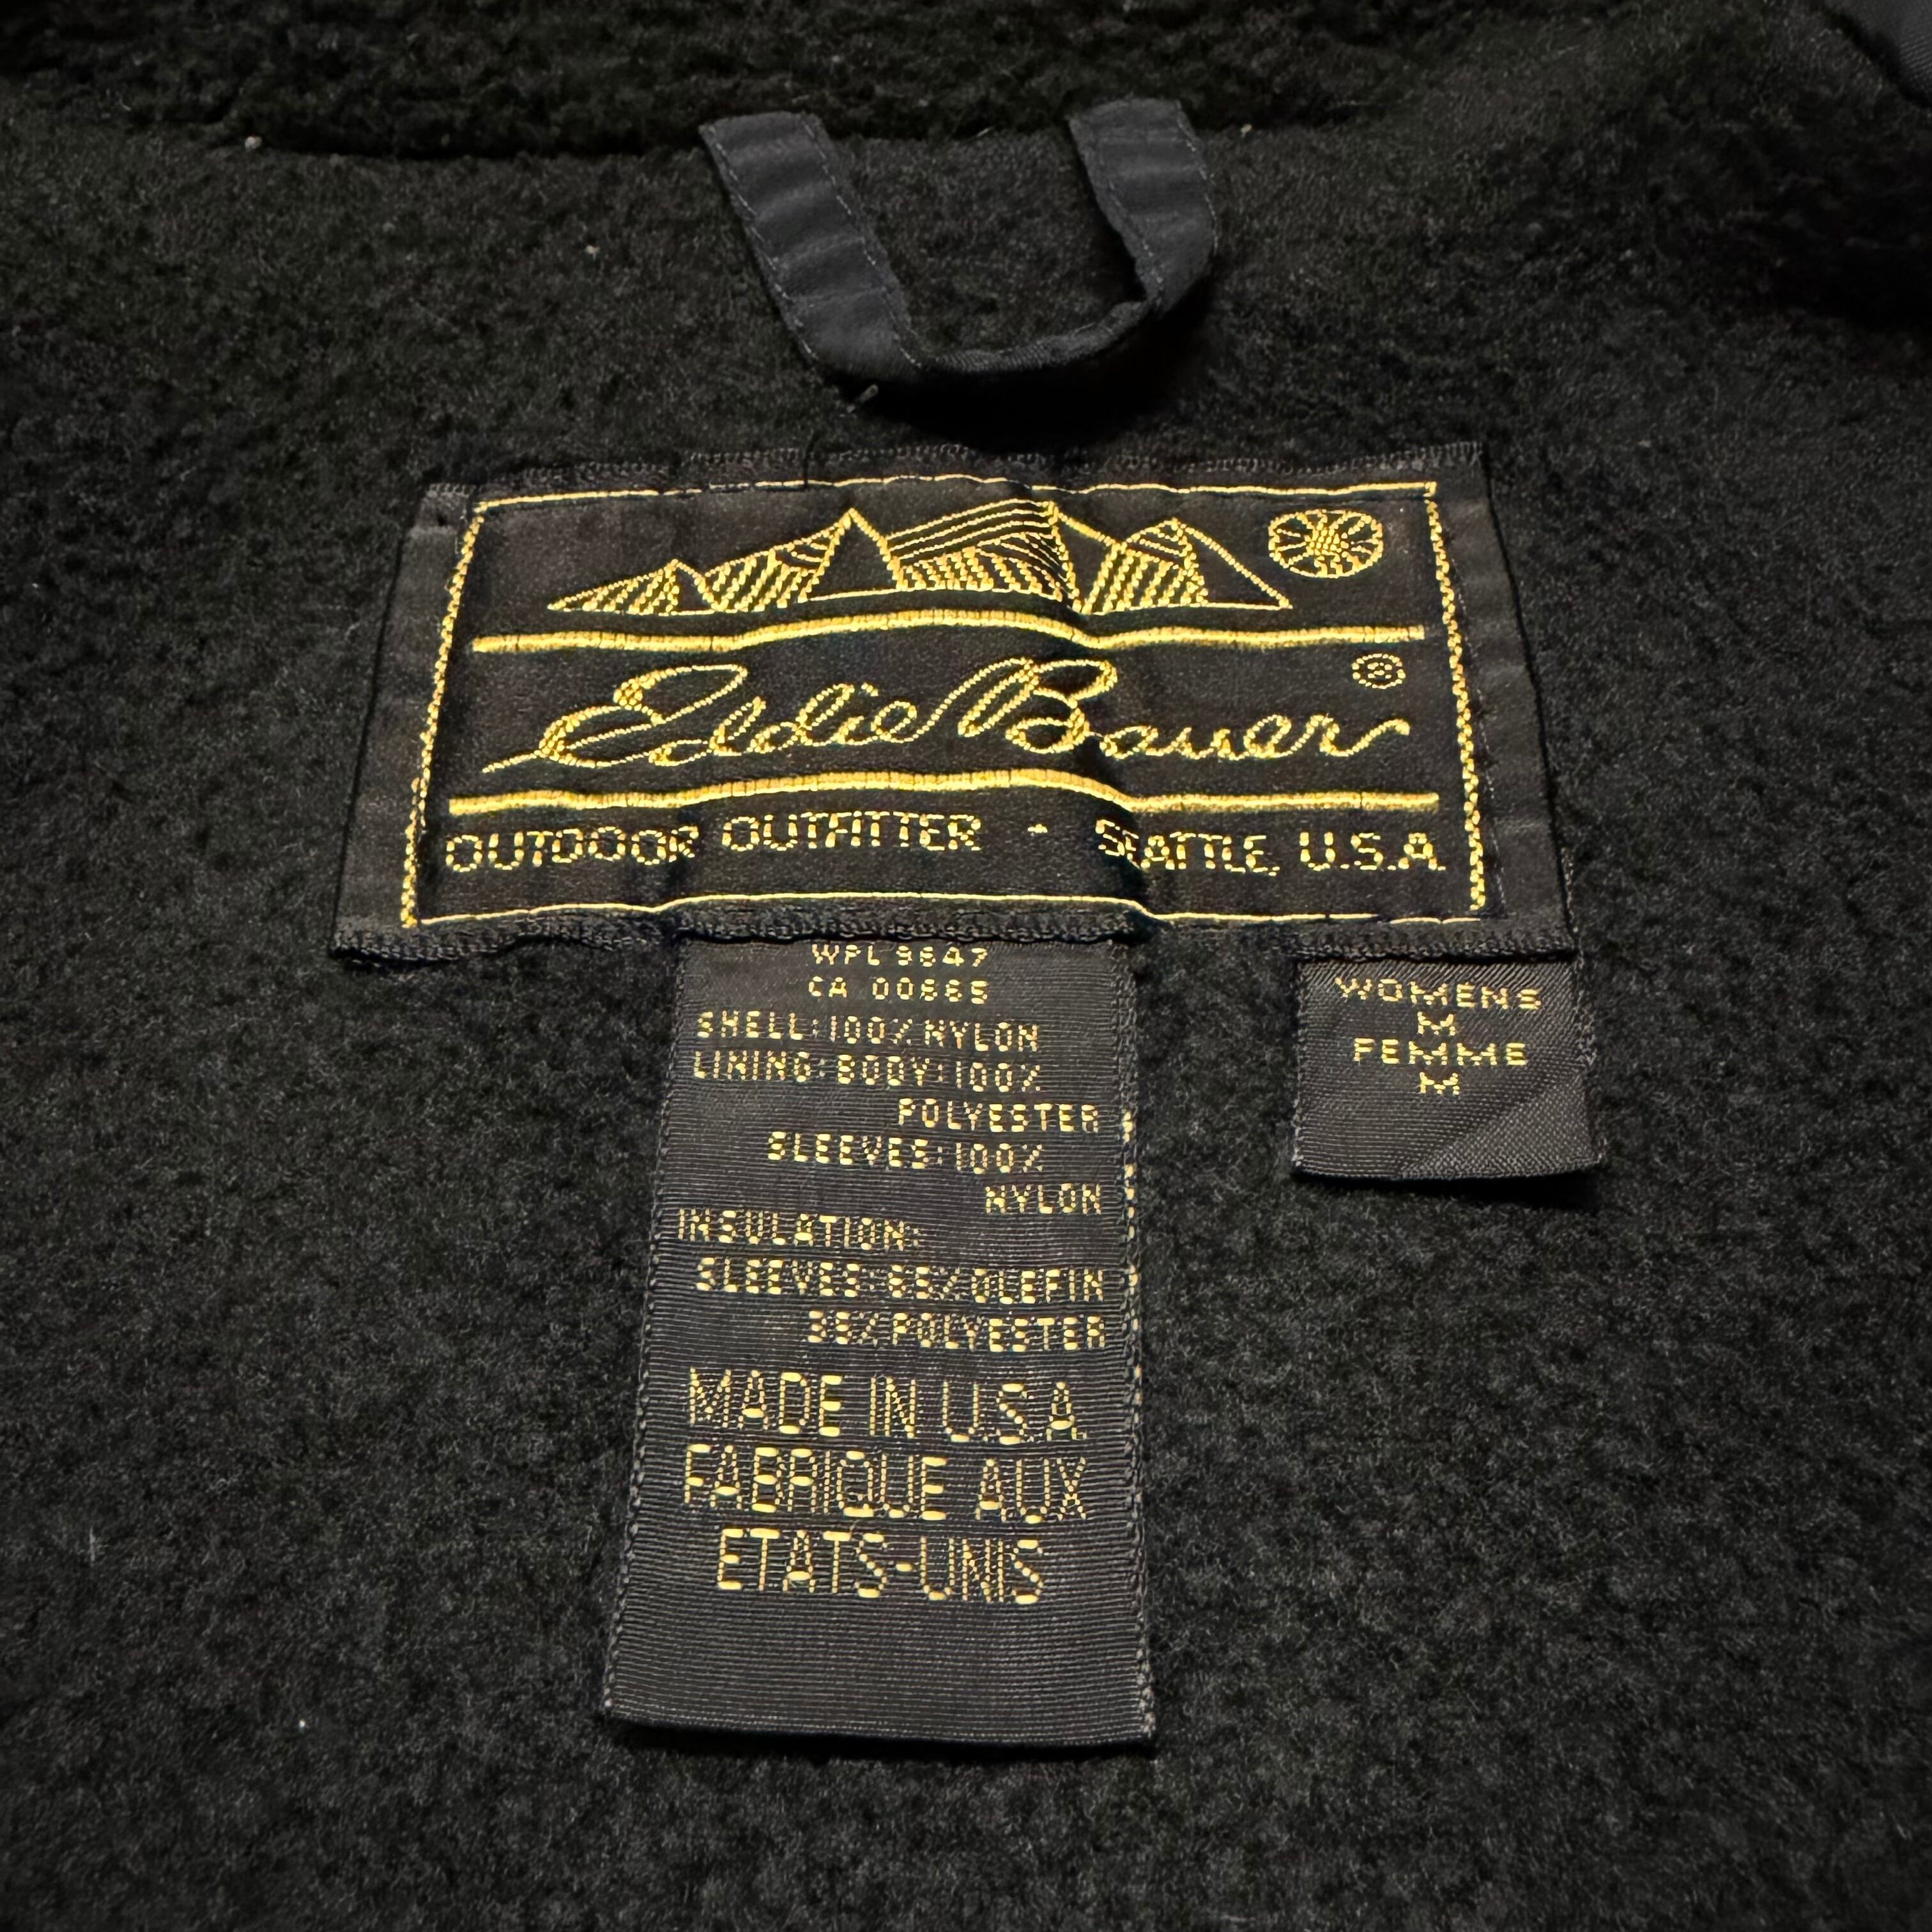 Eddie Bauer ®
OUTDOOR OUTFITTER - SEATTLE, U.S.A.
WPL 9647
CA 00665
SHELL:100% NYLON
LINING:BODY:100%
POLYESTER
SLEEVES:100%
NYLON
INSULATION:
SLEEVES:65%OLEFIN
35%POLYESTER
MADE IN U.S.A.
FABRIQUE AUX
ETATS-UNIS
WOMENS
M
FEMME
M